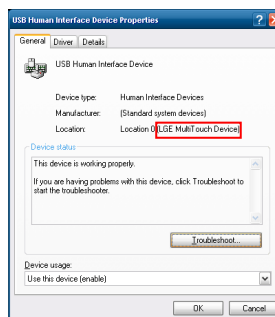 USB Human Interface Device Properties
General Driver Details
USB Human Interface Device
Device type: Human Interface Devices
Manufacturer: (Standard system devices)
Location: Location 0 (LGE MultiTouch Device)
Device status
This device is working properly.
If you are having problems with this device, click Troubleshoot to
start the troubleshooter.
Troubleshoot...
Device usage:
Use this device (enable)
OK Cancel